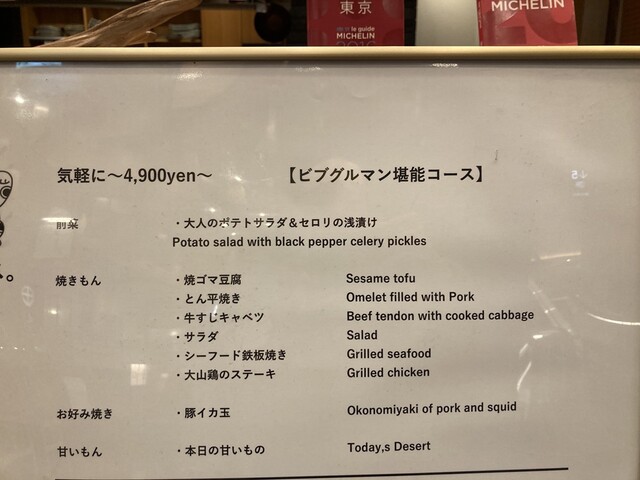 東京
le guide
MICHELIN
2016
MICHELIN
気軽に～4,900yen～ 【ビブグルマン堪能コース】
前菜 ・大人のポテトサラダ＆セロリの浅漬け
Potato salad with black pepper celery pickles
焼きもん ・焼ゴマ豆腐 Sesame tofu
・とん平焼き Omelet filled with Pork
・牛すじキャベツ Beef tendon with cooked cabbage
・サラダ Salad
・シーフード鉄板焼き Grilled seafood
・大山鶏のステーキ Grilled chicken
お好み焼き ・豚イカ玉 Okonomiyaki of pork and squid
甘いもん ・本日の甘いもの Today,s Desert